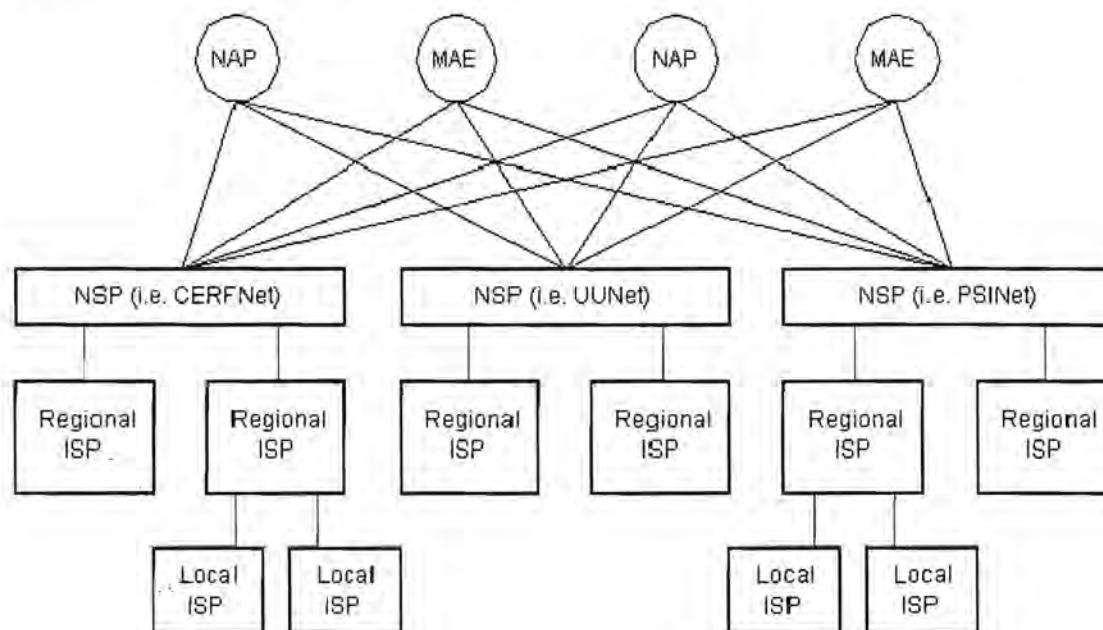 NAP
MAE
NAP
MAE
NSP (i.e. CERFNet)
NSP (i.e. UUNet)
NSP (i.e. PSINet)
Regional
ISP
Regional
ISP
Regional
ISP
Regional
ISP
Regional
ISP
Regional
ISP
Local
ISP
Local
ISP
Local
ISP
Local
ISP